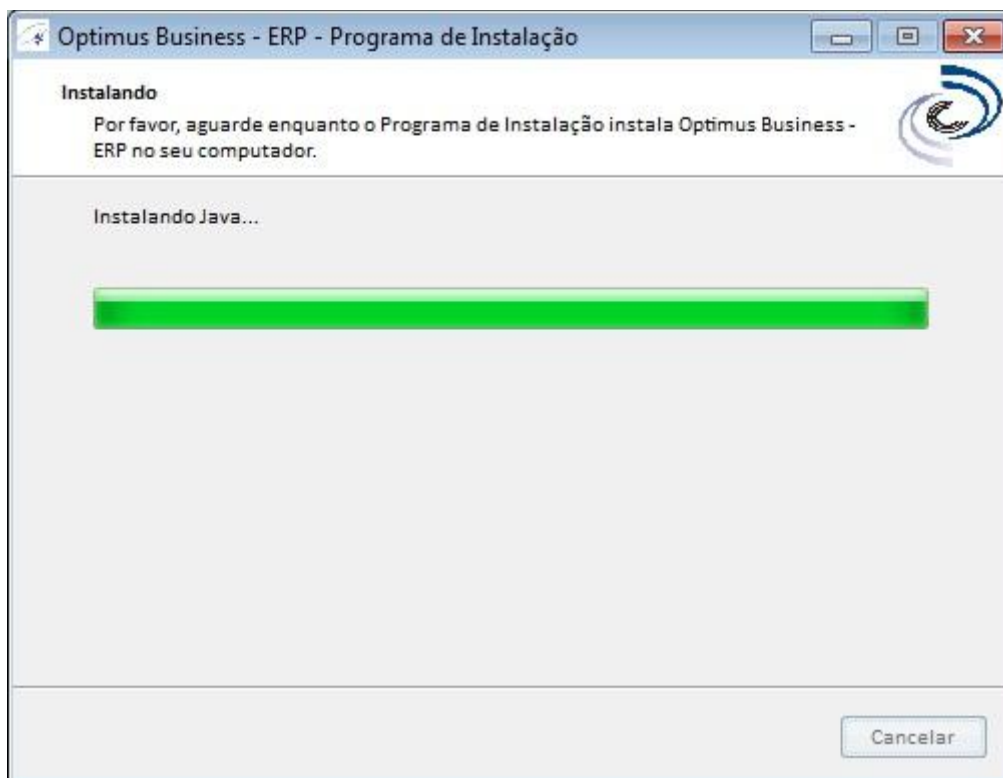 Optimus Business - ERP - Programa de Instalação
Instalando
Por favor, aguarde enquanto o Programa de Instalação instala Optimus Business -
ERP no seu computador.
Instalando Java...
Cancelar